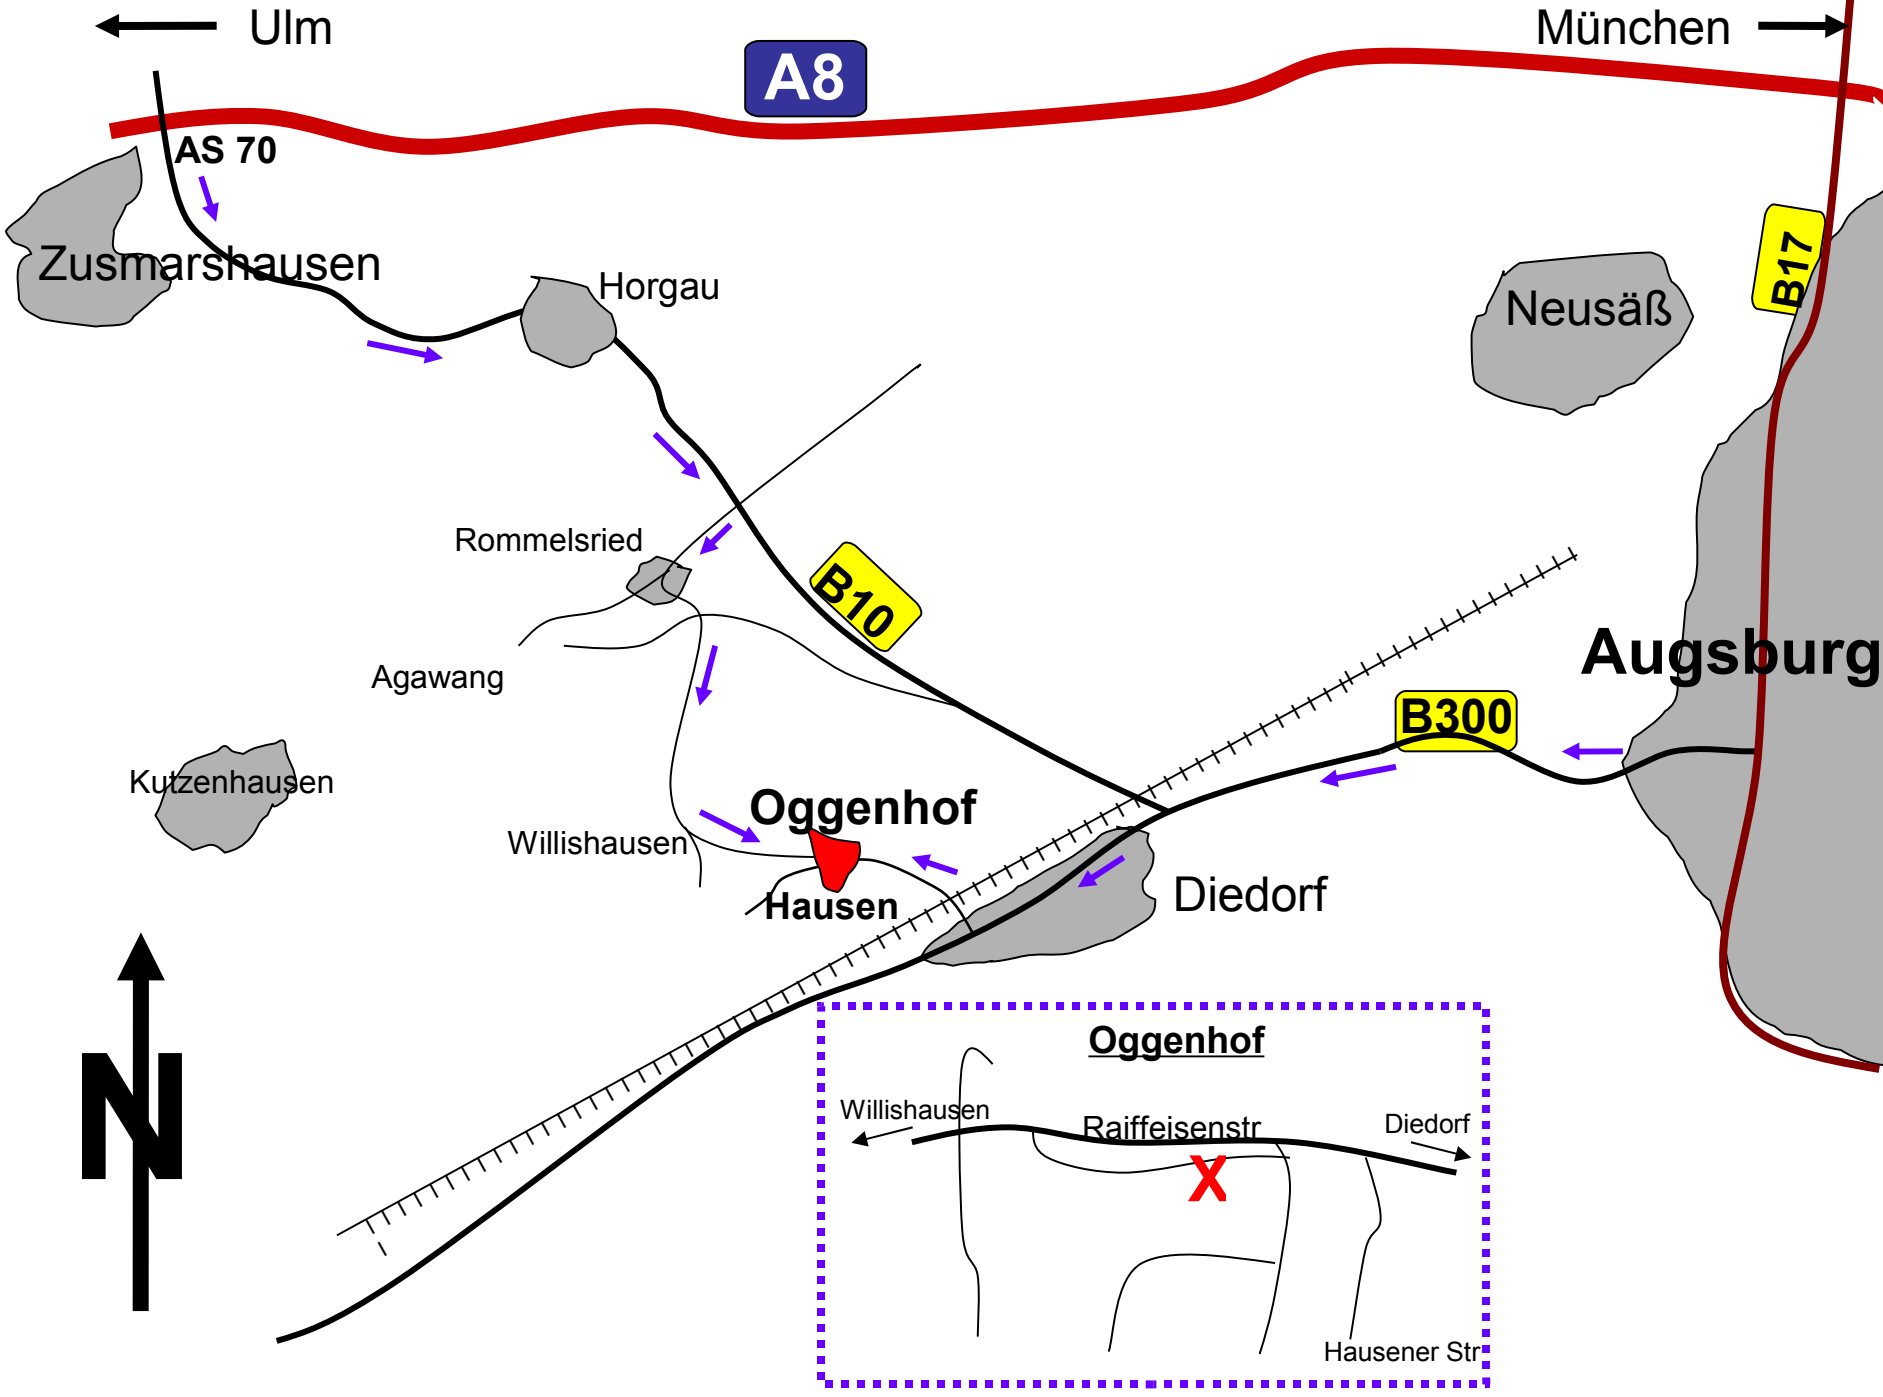 Ulm
München
A8
AS 70
Zusmarshausen
Horgau
Neusäß
B17
Rommelsried
B10
Agawang
Augsburg
B300
Kutzenhausen
Oggenhof
Willishausen
Hausen
Diedorf
N
Oggenhof
Willishausen
Raiffeisenstr
Diedorf
X
Hausener Str